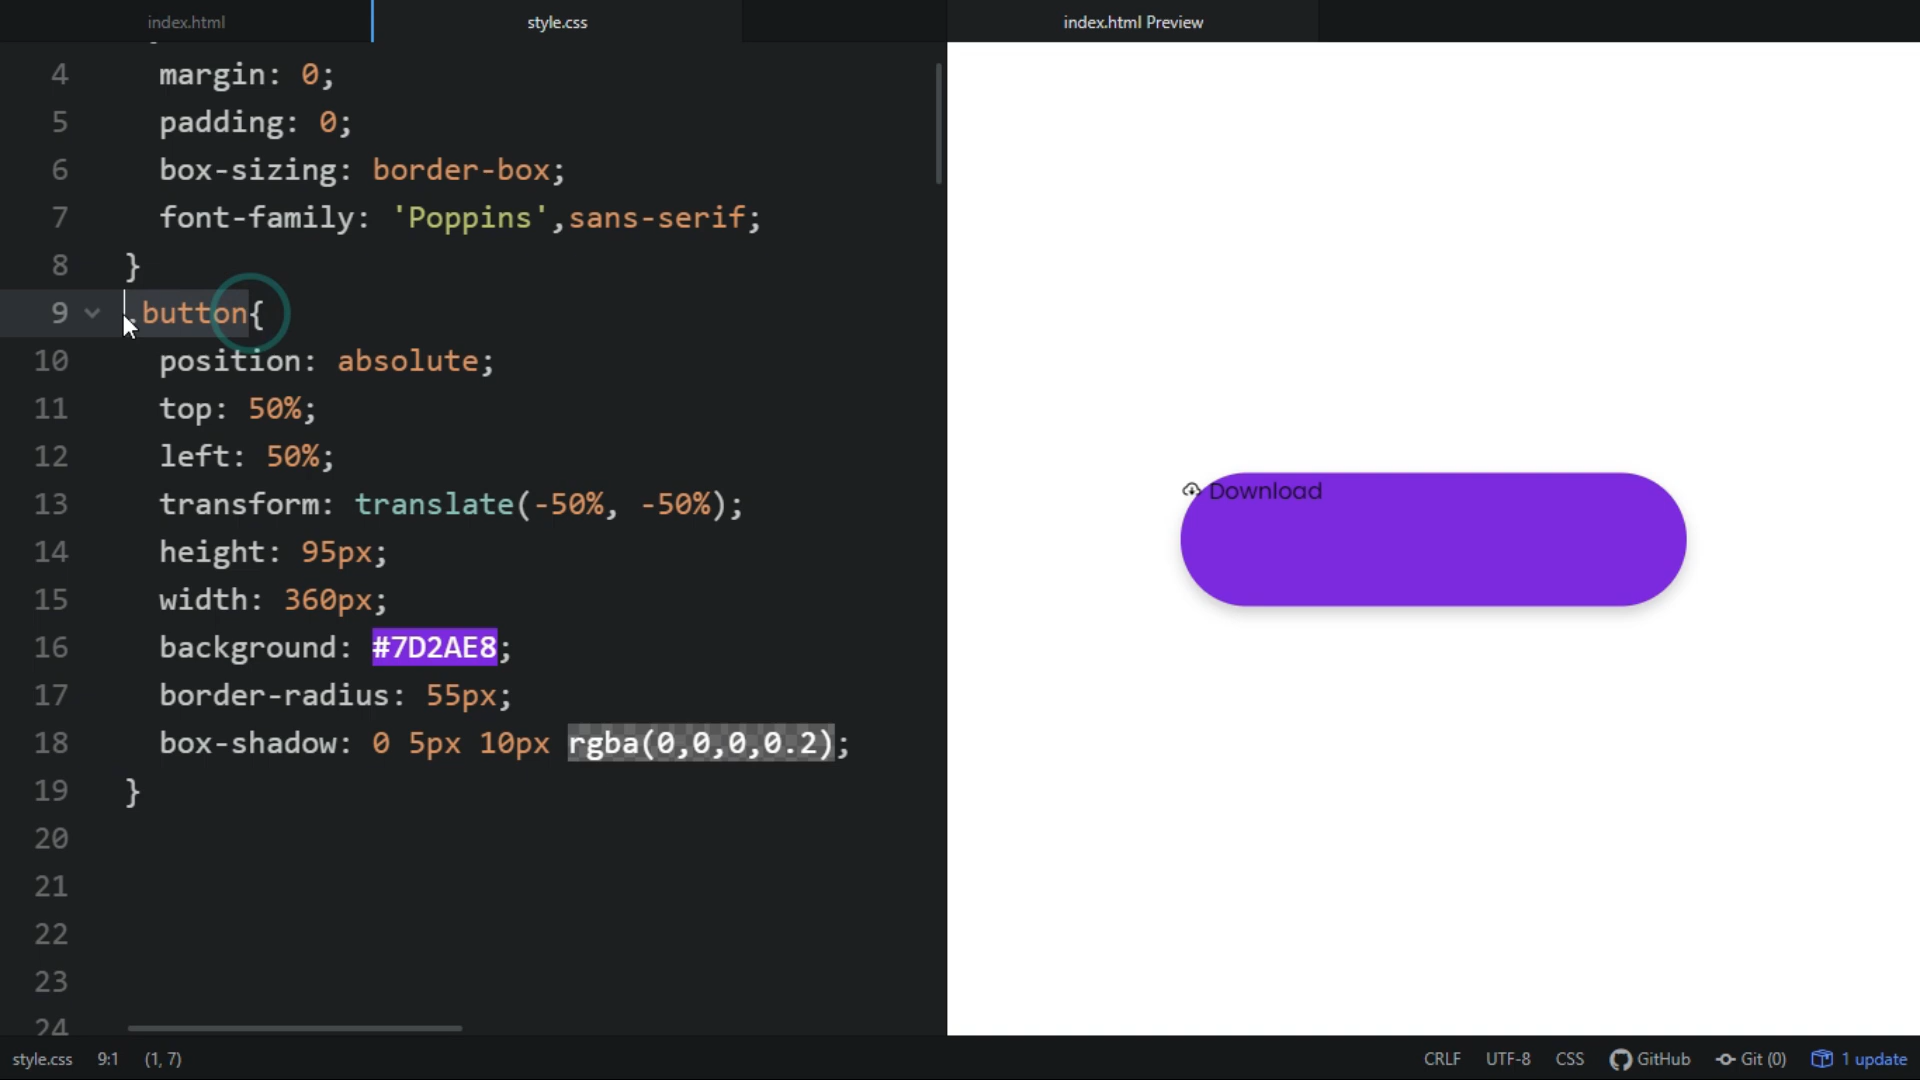 index.html
style.css
index.html Preview
4 margin: 0;
5 padding: 0;
6 box-sizing: border-box;
7 font-family: 'Poppins',sans-serif;
8 }
9 .button{
10 position: absolute;
11 top: 50%;
12 left: 50%;
13 transform: translate(-50%, -50%);
14 height: 95px;
15 width: 360px;
16 background: #7D2AE8;
17 border-radius: 55px;
18 box-shadow: 0 5px 10px rgba(0,0,0,0.2);
19 }
20
21
22
23
24
Download
style.css 9:1 (1, 7)
CRLF UTF-8 CSS GitHub Git (0) 1 update